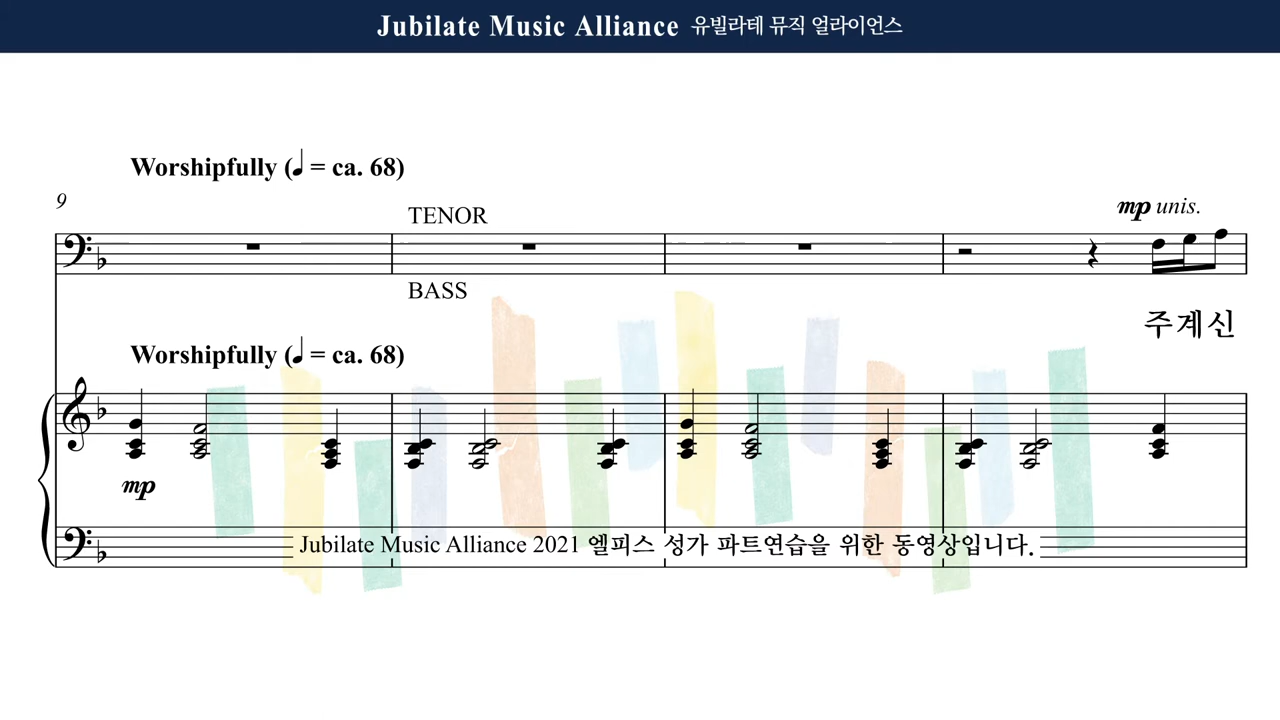 Jubilate Music Alliance 유빌라테 뮤직 얼라이언스
Worshipfully (♩ = ca. 68)
9
TENOR
mp unis.
BASS
주계신
Worshipfully (♩ = ca. 68)
mp
Jubilate Music Alliance 2021 엘피스 성가 파트연습을 위한 동영상입니다.